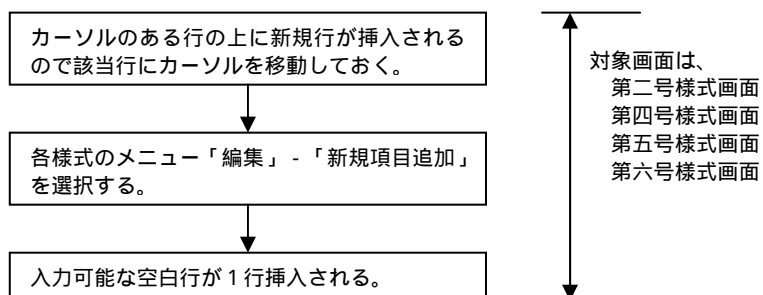 カーソルのある行の上に新規行が挿入される
ので該当行にカーソルを移動しておく。
各様式のメニュー「編集」-「新規項目追加」
を選択する。
入力可能な空白行が１行挿入される。
対象画面は、
第二号様式画面
第四号様式画面
第五号様式画面
第六号様式画面